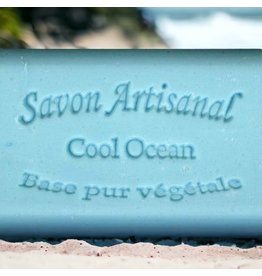 Savon Artisanal
Cool Ocean
Base pur végétale